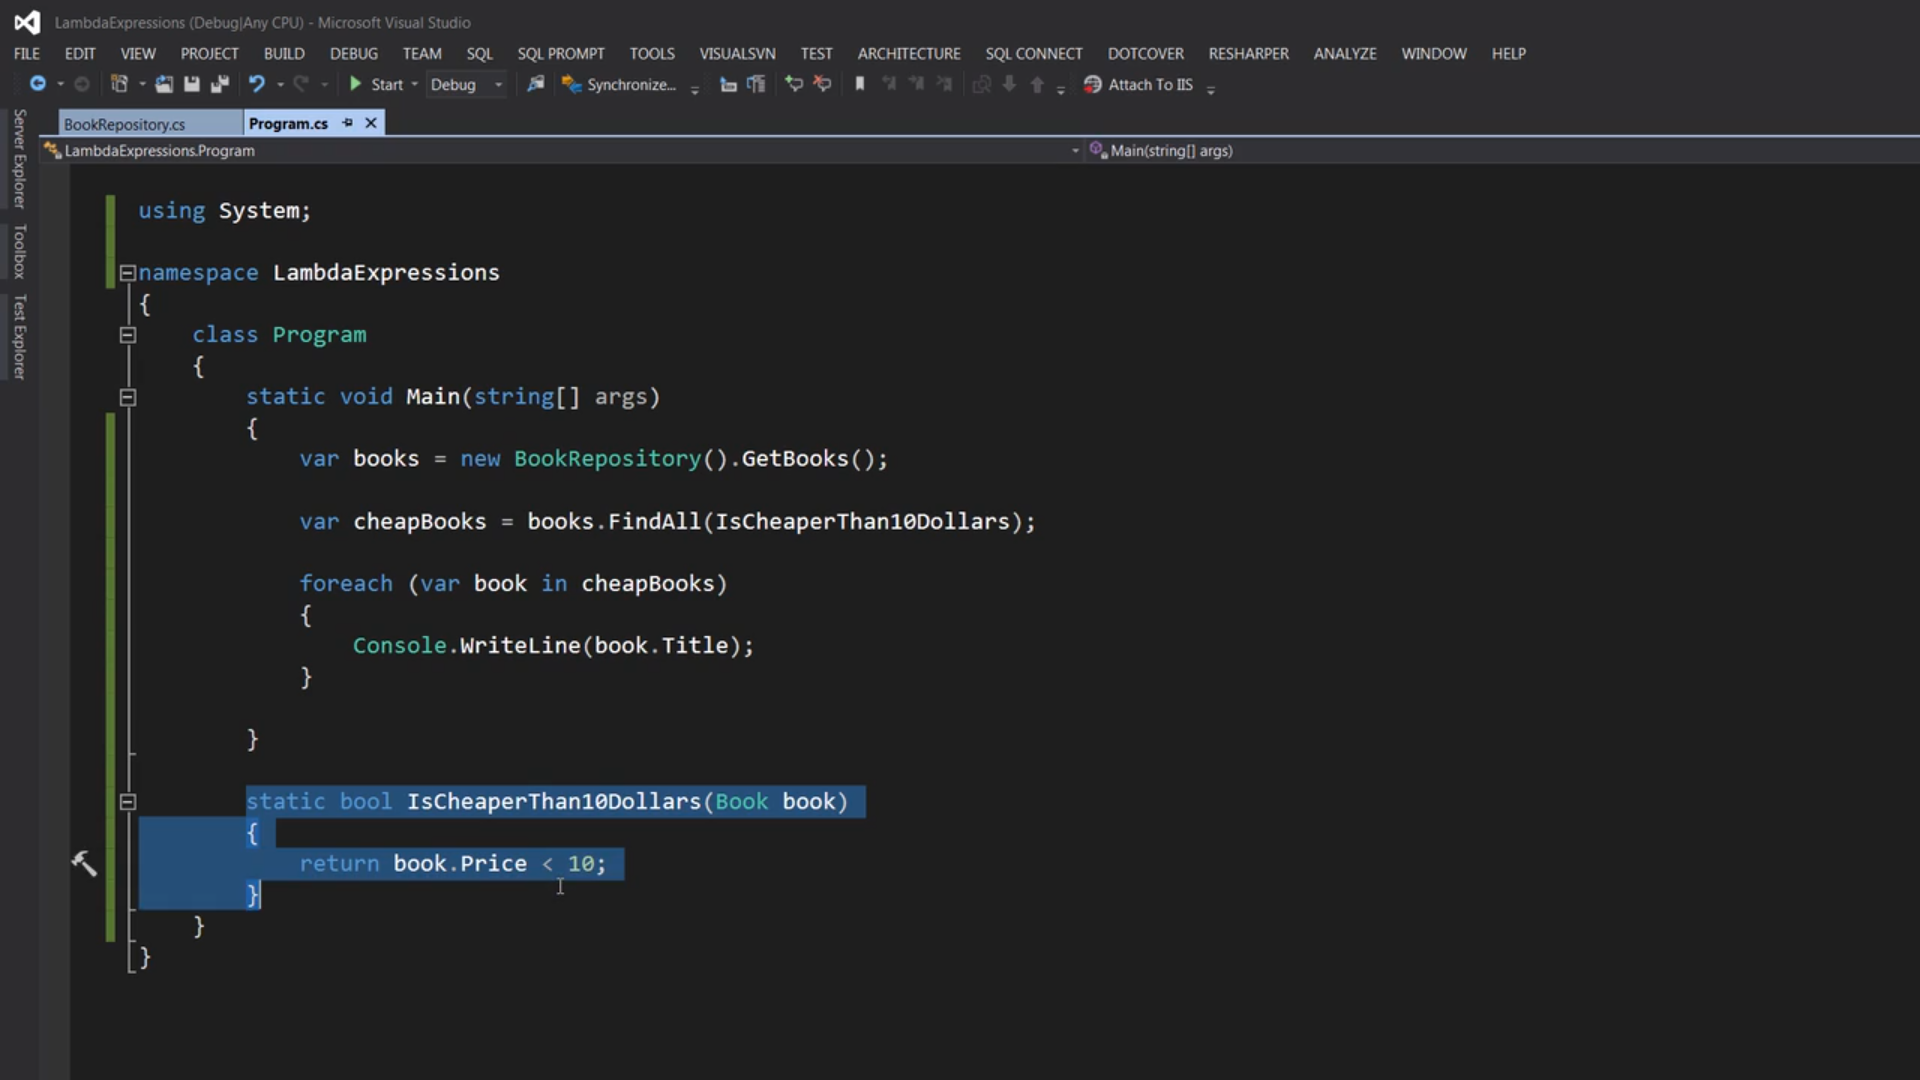 LambdaExpressions (Debug|Any CPU) - Microsoft Visual Studio
FILE EDIT VIEW PROJECT BUILD DEBUG TEAM SQL SQL PROMPT TOOLS VISUALSVN TEST ARCHITECTURE SQL CONNECT DOTCOVER RESHARPER ANALYZE WINDOW HELP
Start Debug Synchronize... Attach To IIS
BookRepository.cs Program.cs
LambdaExpressions.Program Main(string[] args)
Server Explorer
Toolbox
Test Explorer
using System;
namespace LambdaExpressions
{
class Program
{
static void Main(string[] args)
{
var books = new BookRepository().GetBooks();
var cheapBooks = books.FindAll(IsCheaperThan10Dollars);
foreach (var book in cheapBooks)
{
Console.WriteLine(book.Title);
}
}
static bool IsCheaperThan10Dollars(Book book)
{
return book.Price < 10;
}
}
}